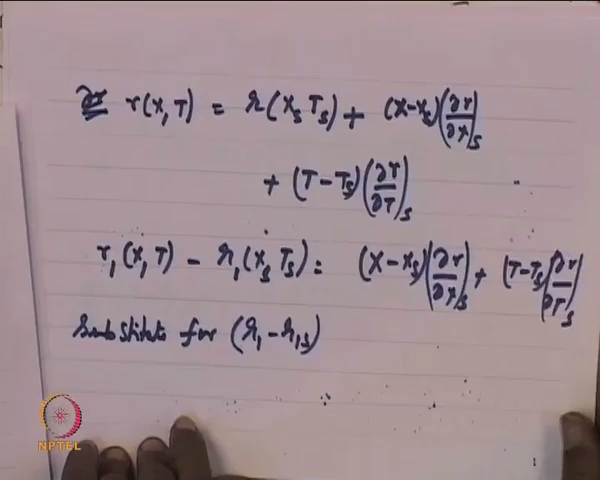 r(x,T) = r(x_s T_s) + (x-x_s)(∂r/∂x)_s
+ (T-T_s)(∂r/∂T)_s
r_1(x,T) - r_1(x_s T_s) = (x-x_s)(∂r/∂x)_s + (T-T_s)(∂r/∂T)_s
Substitute for (r_1-r_1s)
NPTEL